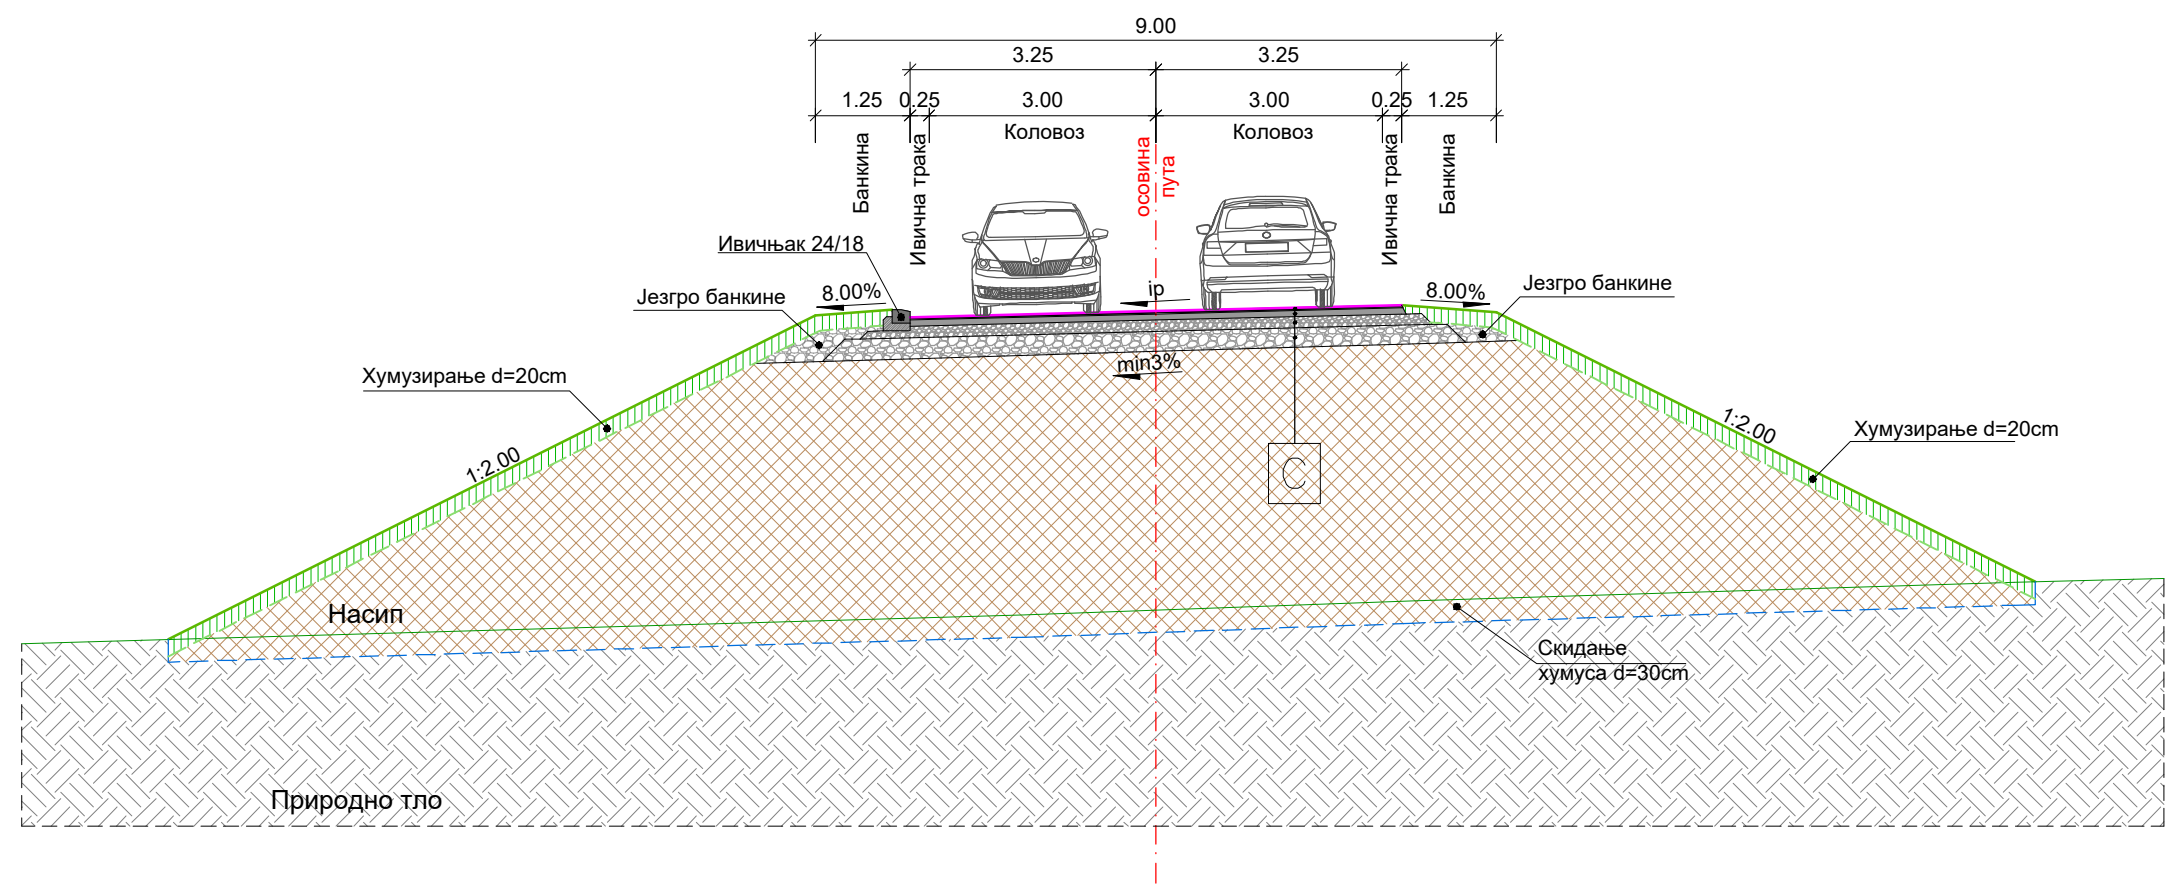 9.00
3.25
3.25
1.25
0.25
3.00
3.00
0.25
1.25
Коловоз
Коловоз
Банкина
Ивична трака
осовина
пута
Ивична трака
Банкина
Ивичњак 24/18
Језгро банкине
8.00%
ip
8.00%
Језгро банкине
min3%
Хумузирање d=20cm
1:2.00
1:2.00
Хумузирање d=20cm
C
Насип
Скидање
хумуса d=30cm
Природно тло